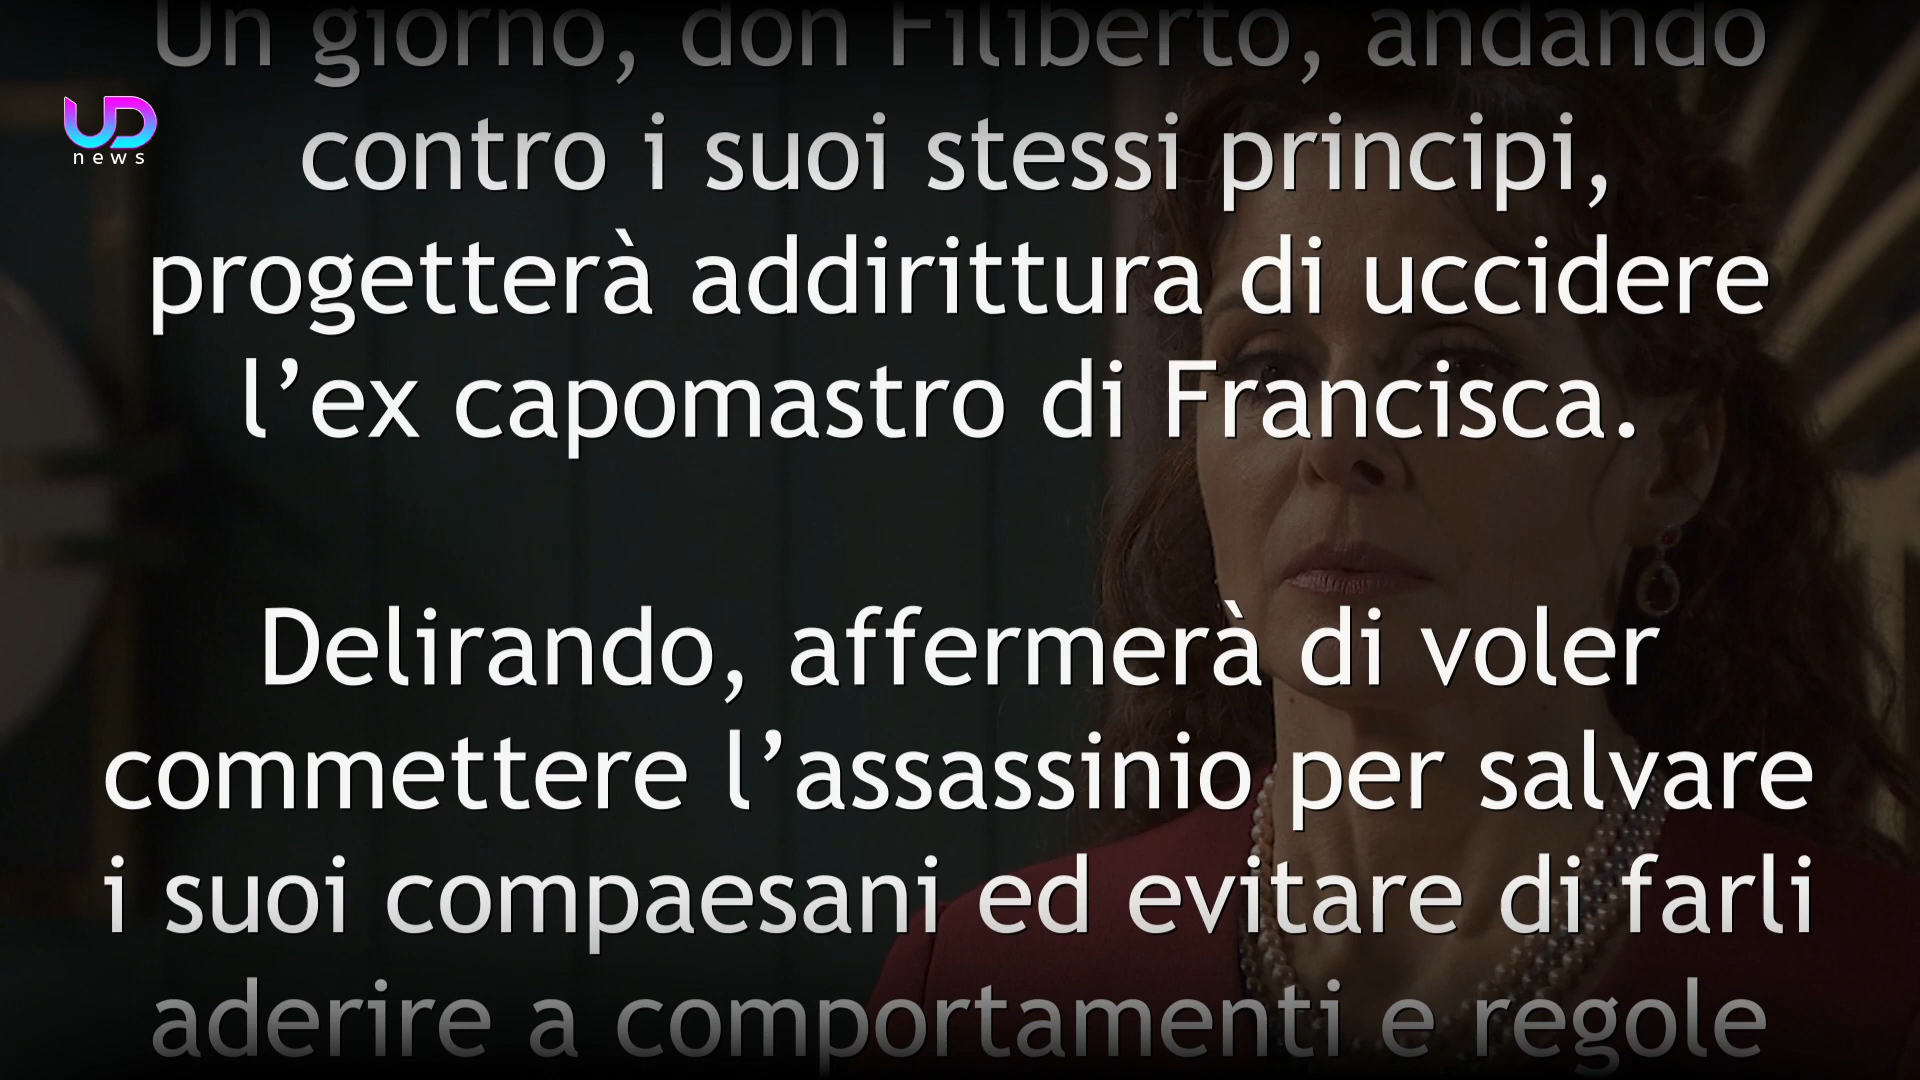 Un giorno, don Filiberto, andando
UD
news
contro i suoi stessi principi,
progetterà addirittura di uccidere
l’ex capomastro di Francisca.
Delirando, affermerà di voler
commettere l’assassinio per salvare
i suoi compaesani ed evitare di farli
aderire a comportamenti e regole